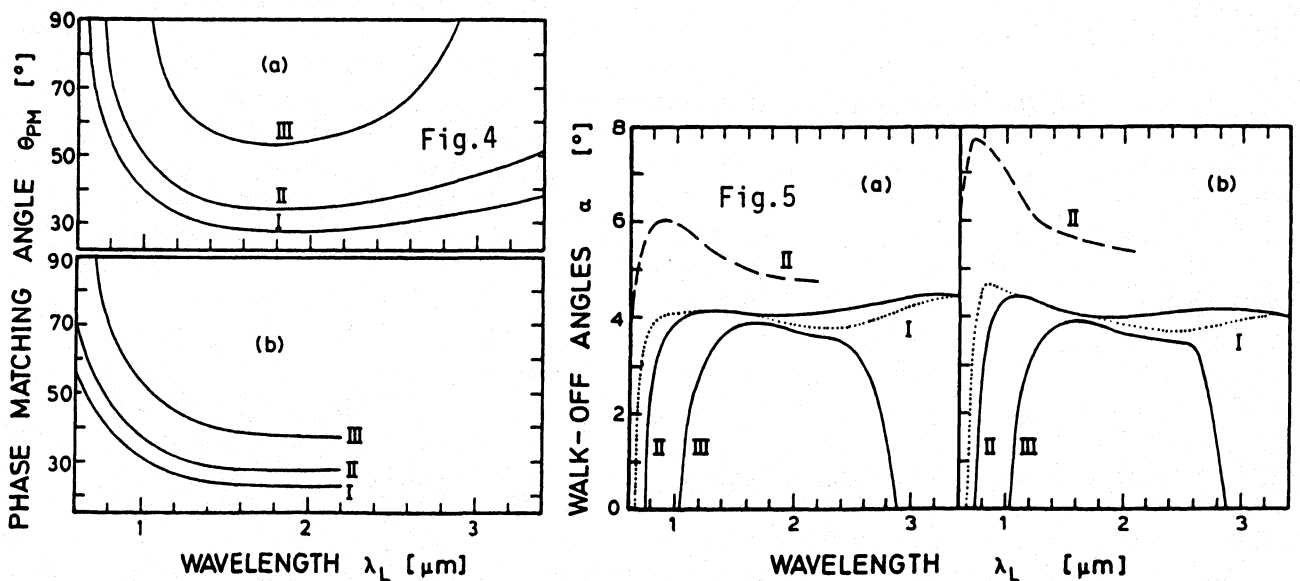 PHASE MATCHING ANGLE θPM [°]
90
70
50
30
(a)
III
II
I
Fig.4
90
70
50
30
(b)
III
II
I
1
2
3
WAVELENGTH λL [μm]
WALK-OFF ANGLES α [°]
8
6
4
2
0
Fig.5
(a)
II
I
II
III
(b)
II
I
II
III
1
2
3
1
2
3
WAVELENGTH λL [μm]